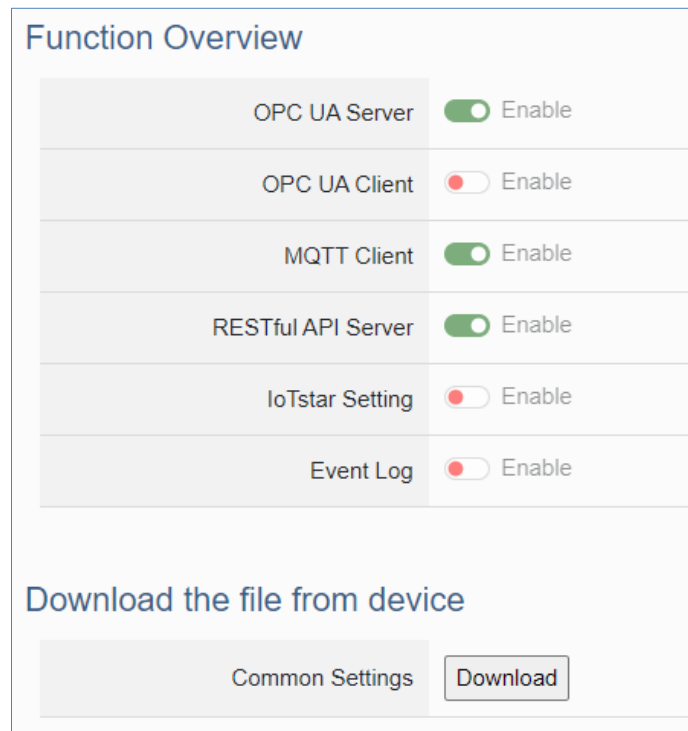 Function Overview
OPC UA Server Enable
OPC UA Client Enable
MQTT Client Enable
RESTful API Server Enable
IoTstar Setting Enable
Event Log Enable
Download the file from device
Common Settings Download